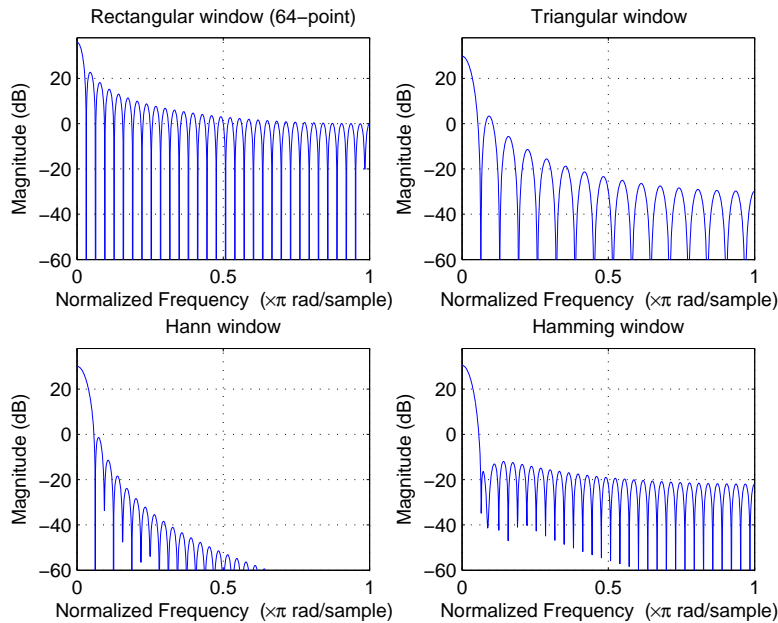 Rectangular window (64−point)
Magnitude (dB)
20
0
−20
−40
−60
0
0.5
1
Normalized Frequency (×π rad/sample)
Triangular window
Magnitude (dB)
20
0
−20
−40
−60
0
0.5
1
Normalized Frequency (×π rad/sample)
Hann window
Magnitude (dB)
20
0
−20
−40
−60
0
0.5
1
Normalized Frequency (×π rad/sample)
Hamming window
Magnitude (dB)
20
0
−20
−40
−60
0
0.5
1
Normalized Frequency (×π rad/sample)